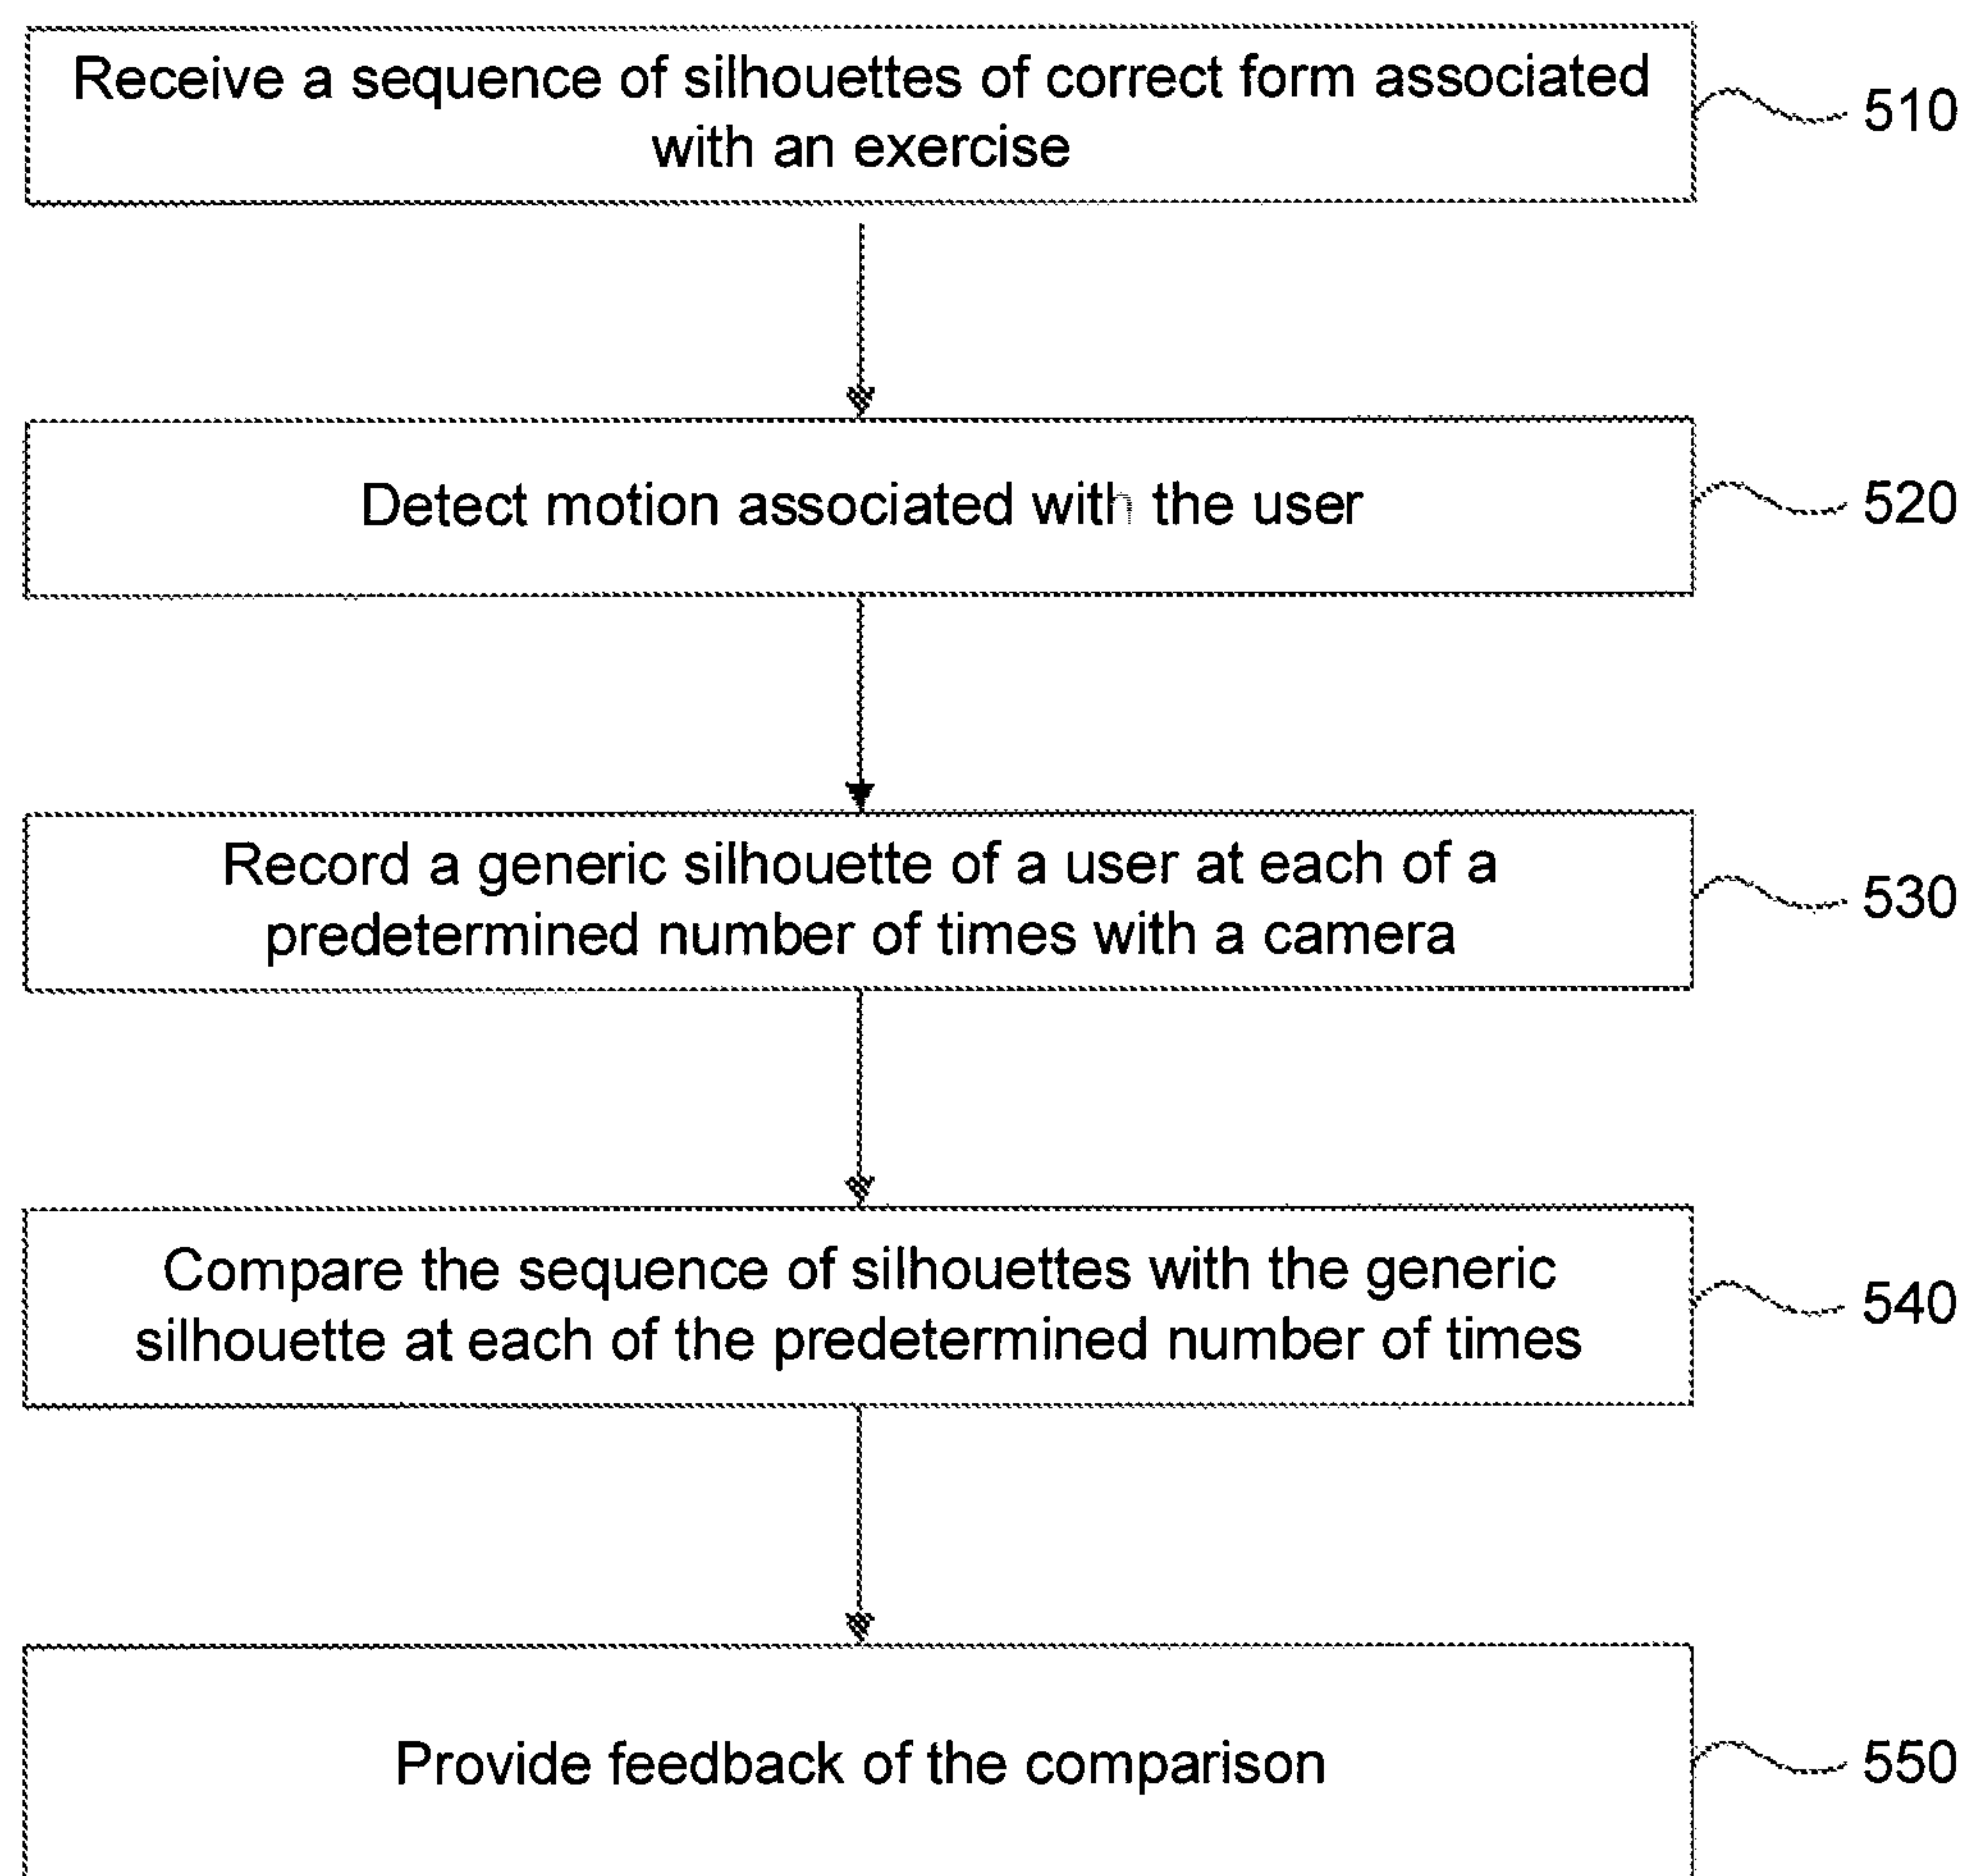 Receive a sequence of silhouettes of correct form associated
with an exercise
510
Detect motion associated with the user
520
Record a generic silhouette of a user at each of a
predetermined number of times with a camera
530
Compare the sequence of silhouettes with the generic
silhouette at each of the predetermined number of times
540
Provide feedback of the comparison
550